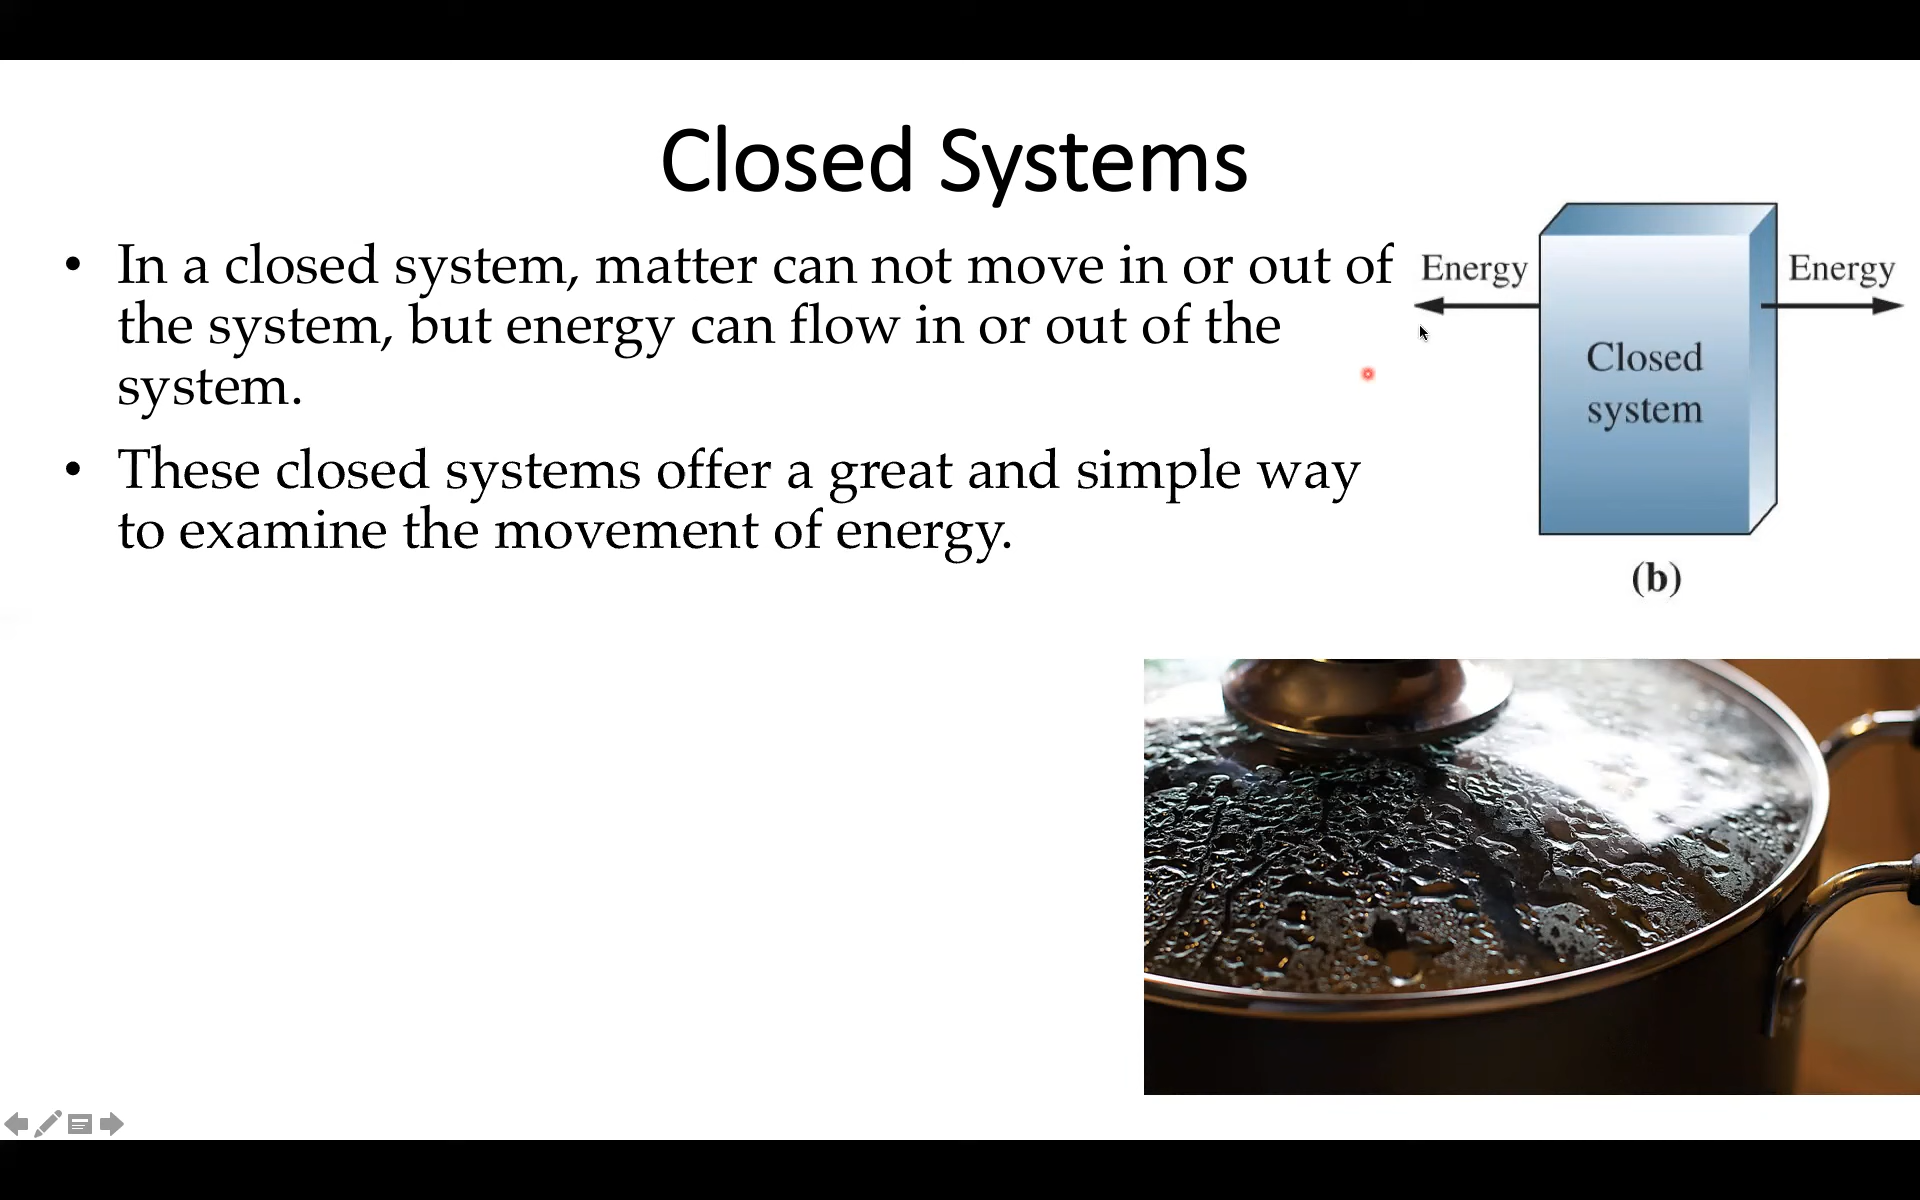 Closed Systems
• In a closed system, matter can not move in or out of
the system, but energy can flow in or out of the
system.
• These closed systems offer a great and simple way
to examine the movement of energy.
Energy
Energy
Closed
system
(b)